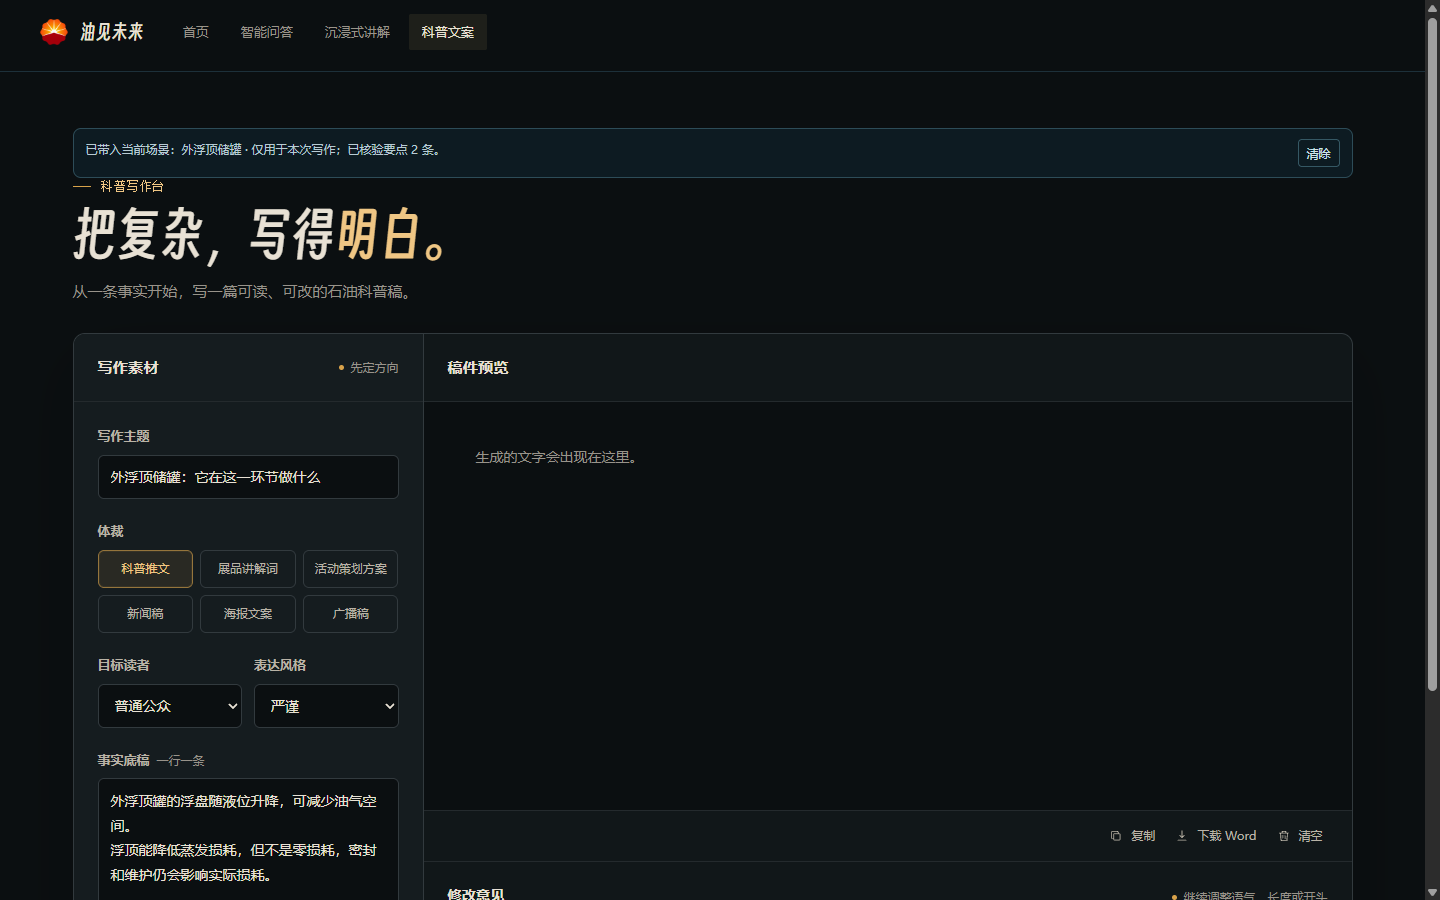 油见未来
首页
智能问答
沉浸式讲解
科普文案
已带入当前场景：外浮顶储罐 · 仅用于本次写作；已核验要点 2 条。
清除
科普写作台
把复杂，写得明白。
从一条事实开始，写一篇可读、可改的石油科普稿。
写作素材
先定方向
写作主题
外浮顶储罐：它在这一环节做什么
体裁
科普推文
展品讲解词
活动策划方案
新闻稿
海报文案
广播稿
目标读者
表达风格
普通公众
严谨
事实底稿 一行一条
外浮顶罐的浮盘随液位升降，可减少油气空
间。
浮顶能降低蒸发损耗，但不是零损耗，密封
和维护仍会影响实际损耗。
稿件预览
生成的文字会出现在这里。
复制
下载 Word
清空
修改意见
继续调整语气、长度或开头